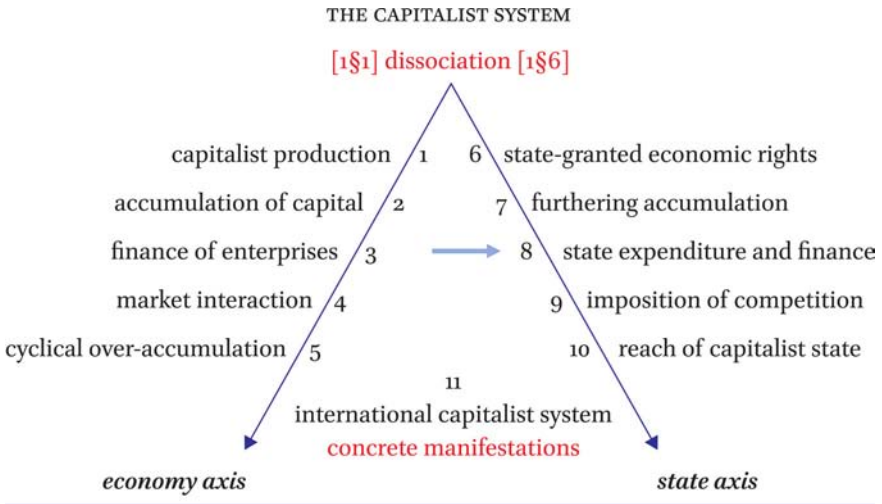 THE CAPITALIST SYSTEM
[1§1] dissociation [1§6]
capitalist production 1 6 state-granted economic rights
accumulation of capital 2 7 furthering accumulation
finance of enterprises 3 8 state expenditure and finance
market interaction 4 9 imposition of competition
cyclical over-accumulation 5 10 reach of capitalist state
11
international capitalist system
concrete manifestations
economy axis state axis